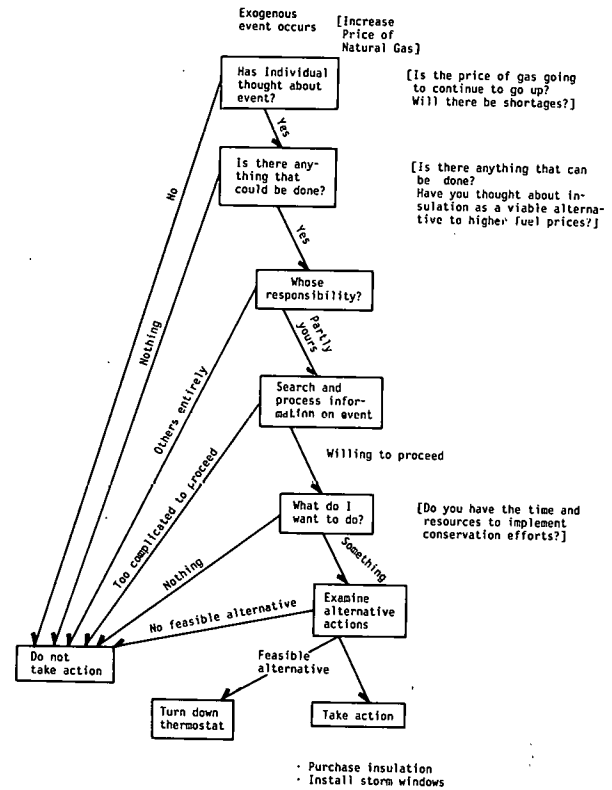 Exogenous
event occurs
[Increase
Price of
Natural Gas]
Has Individual
thought about
event?
[Is the price of gas going
to continue to go up?
Will there be shortages?]
Yes
No
Is there any-
thing that
could be done?
[Is there anything that can
be done?
Have you thought about in-
sulation as a viable alterna-
tive to higher fuel prices?]
Yes
Nothing
Whose
responsibility?
Partly
yours
Others entirely
Search and
process infor-
mation on event
Too complicated to proceed
Willing to proceed
What do I
want to do?
[Do you have the time and
resources to implement
conservation efforts?]
Nothing
Something
Examine
alternative
actions
No feasible alternative
Do not
take action
Feasible
alternative
Turn down
thermostat
Take action
· Purchase insulation
· Install storm windows